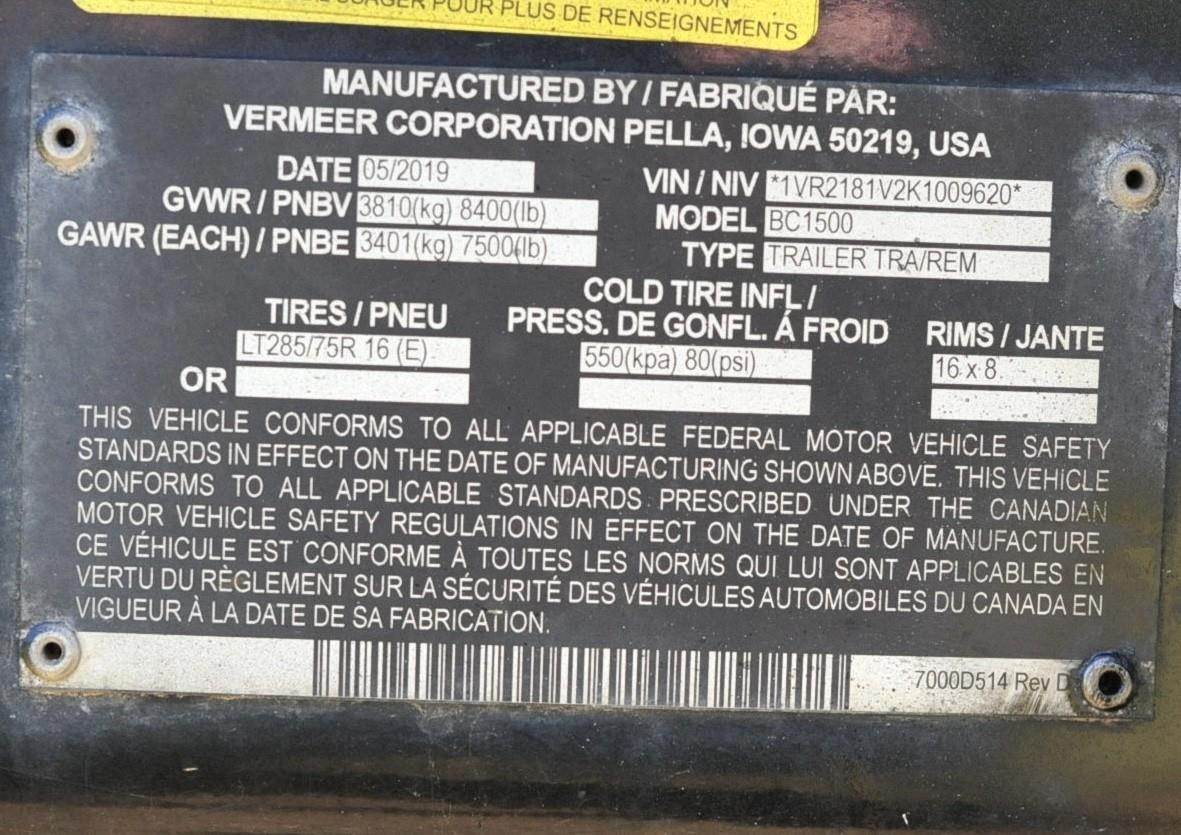 POUR PLUS DE RENSEIGNEMENTS
MANUFACTURED BY / FABRIQUÉ PAR:
VERMEER CORPORATION PELLA, IOWA 50219, USA
DATE 05/2019
VIN / NIV *1VR2181V2K1009620*
GVWR / PNBV 3810(kg) 8400(lb)
MODEL BC1500
GAWR (EACH) / PNBE 3401(kg) 7500(lb)
TYPE TRAILER TRA/REM
TIRES / PNEU
COLD TIRE INFL /
PRESS. DE GONFL. Á FROID
RIMS / JANTE
LT285/75R 16 (E)
550(kpa) 80(psi)
16 x 8
OR
THIS VEHICLE CONFORMS TO ALL APPLICABLE FEDERAL MOTOR VEHICLE SAFETY
STANDARDS IN EFFECT ON THE DATE OF MANUFACTURING SHOWN ABOVE. THIS VEHICLE
CONFORMS TO ALL APPLICABLE STANDARDS PRESCRIBED UNDER THE CANADIAN
MOTOR VEHICLE SAFETY REGULATIONS IN EFFECT ON THE DATE OF MANUFACTURE.
CE VÉHICULE EST CONFORME À TOUTES LES NORMS QUI LUI SONT APPLICABLES EN
VERTU DU RÈGLEMENT SUR LA SÉCURITÉ DES VÉHICULES AUTOMOBILES DU CANADA EN
VIGUEUR À LA DATE DE SA FABRICATION.
7000D514 Rev D